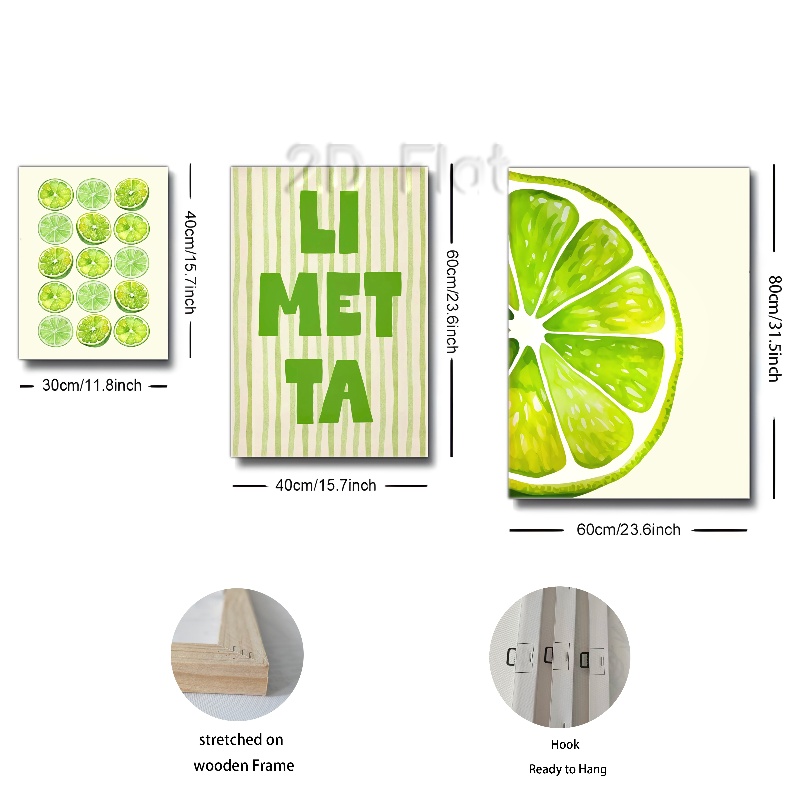 2D Flat
LI
MET
TA
40cm/15.7inch
30cm/11.8inch
60cm/23.6inch
40cm/15.7inch
80cm/31.5inch
60cm/23.6inch
stretched on
wooden Frame
Hook
Ready to Hang